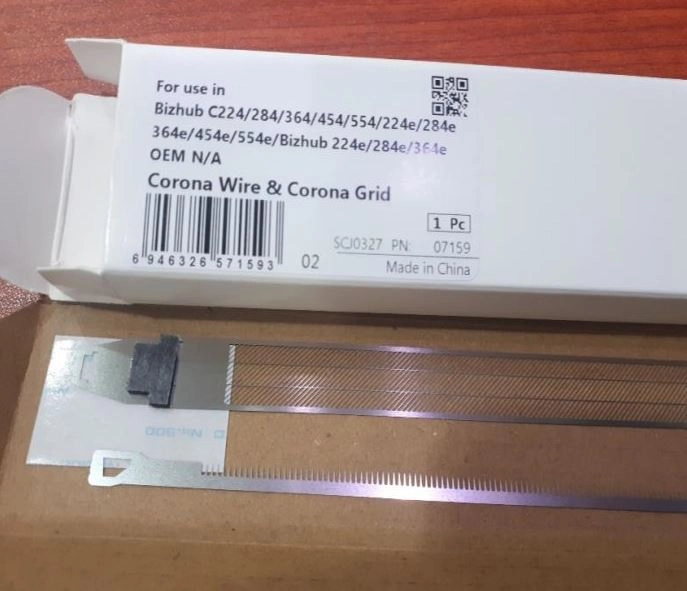 For use in
Bizhub C224/284/364/454/554/224e/284e
364e/454e/554e/Bizhub 224e/284e/364e
OEM N/A
Corona Wire & Corona Grid
1 Pc
6 946326 571593 02
SCJ0327 PN: 07159
Made in China